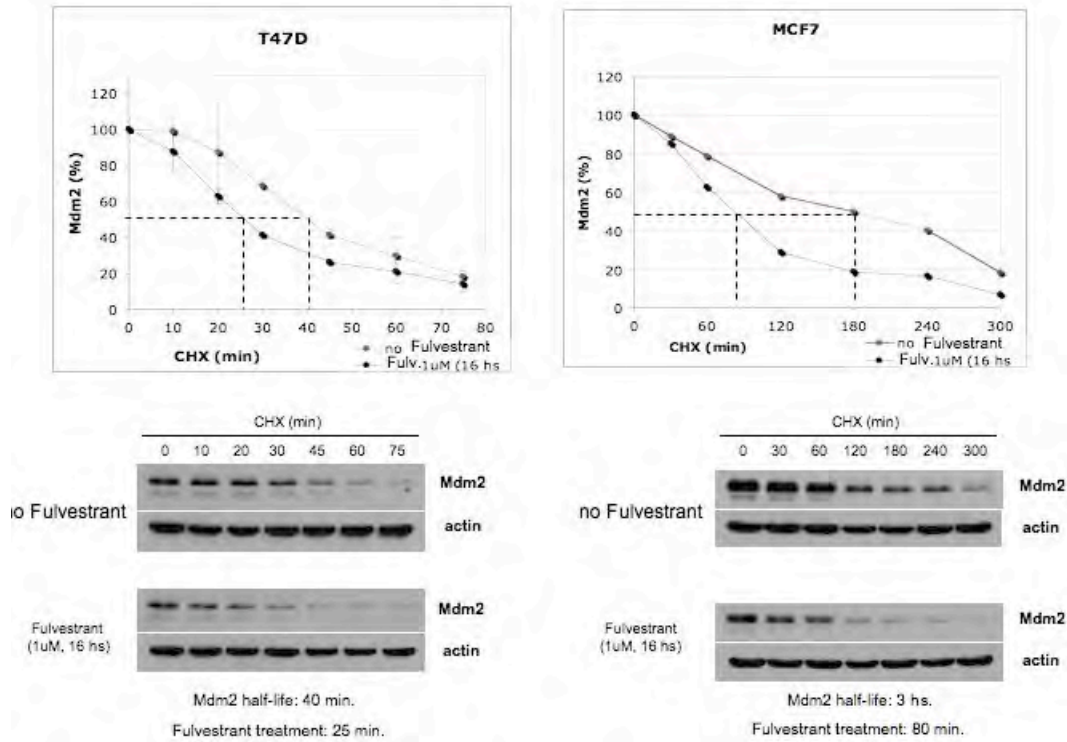 T47D
120
100
80
60
40
20
0
Mdm2 (%)
0 10 20 30 40 50 60 70 80
CHX (min)
no Fulvestrant
Fulv.1uM (16 hs
MCF7
120
100
80
60
40
20
0
Mdm2 (%)
0 60 120 180 240 300
CHX (min)
no Fulvestrant
Fulv. 1uM (16 hs
CHX (min)
0 10 20 30 45 60 75
o Fulvestrant
Mdm2
actin
Fulvestrant
(1uM, 16 hs)
Mdm2
actin
Mdm2 half-life: 40 min.
Fulvestrant treatment: 25 min.
CHX (min)
0 30 60 120 180 240 300
no Fulvestrant
Mdm2
actin
Fulvestrant
(1uM, 16 hs)
Mdm2
actin
Mdm2 half-life: 3 hs.
Fulvestrant treatment: 80 min.